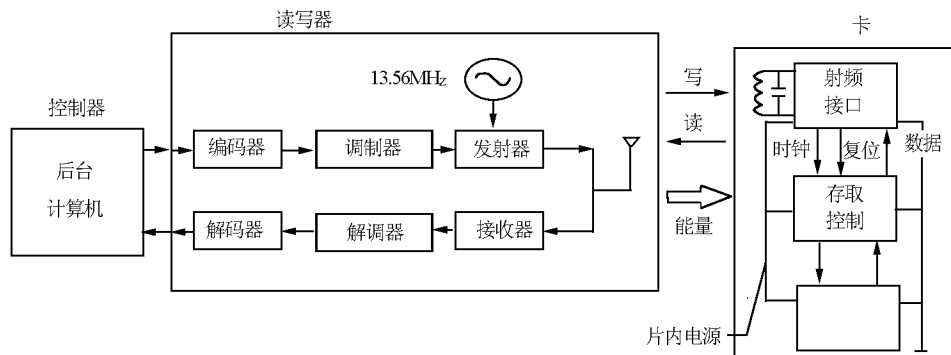 读写器
卡
13.56MHz
写
射频
接口
控制器
读
编码器
调制器
发射器
时钟
复位
数据
后台
计算机
存取
控制
解码器
解调器
接收器
能量
片内电源